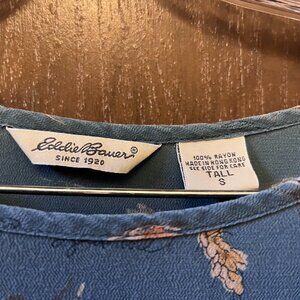 Eddie Bauer®
SINCE 1920
100% RAYON
MADE IN HONG KONG
SEE SIDE FOR CARE
TALL
S